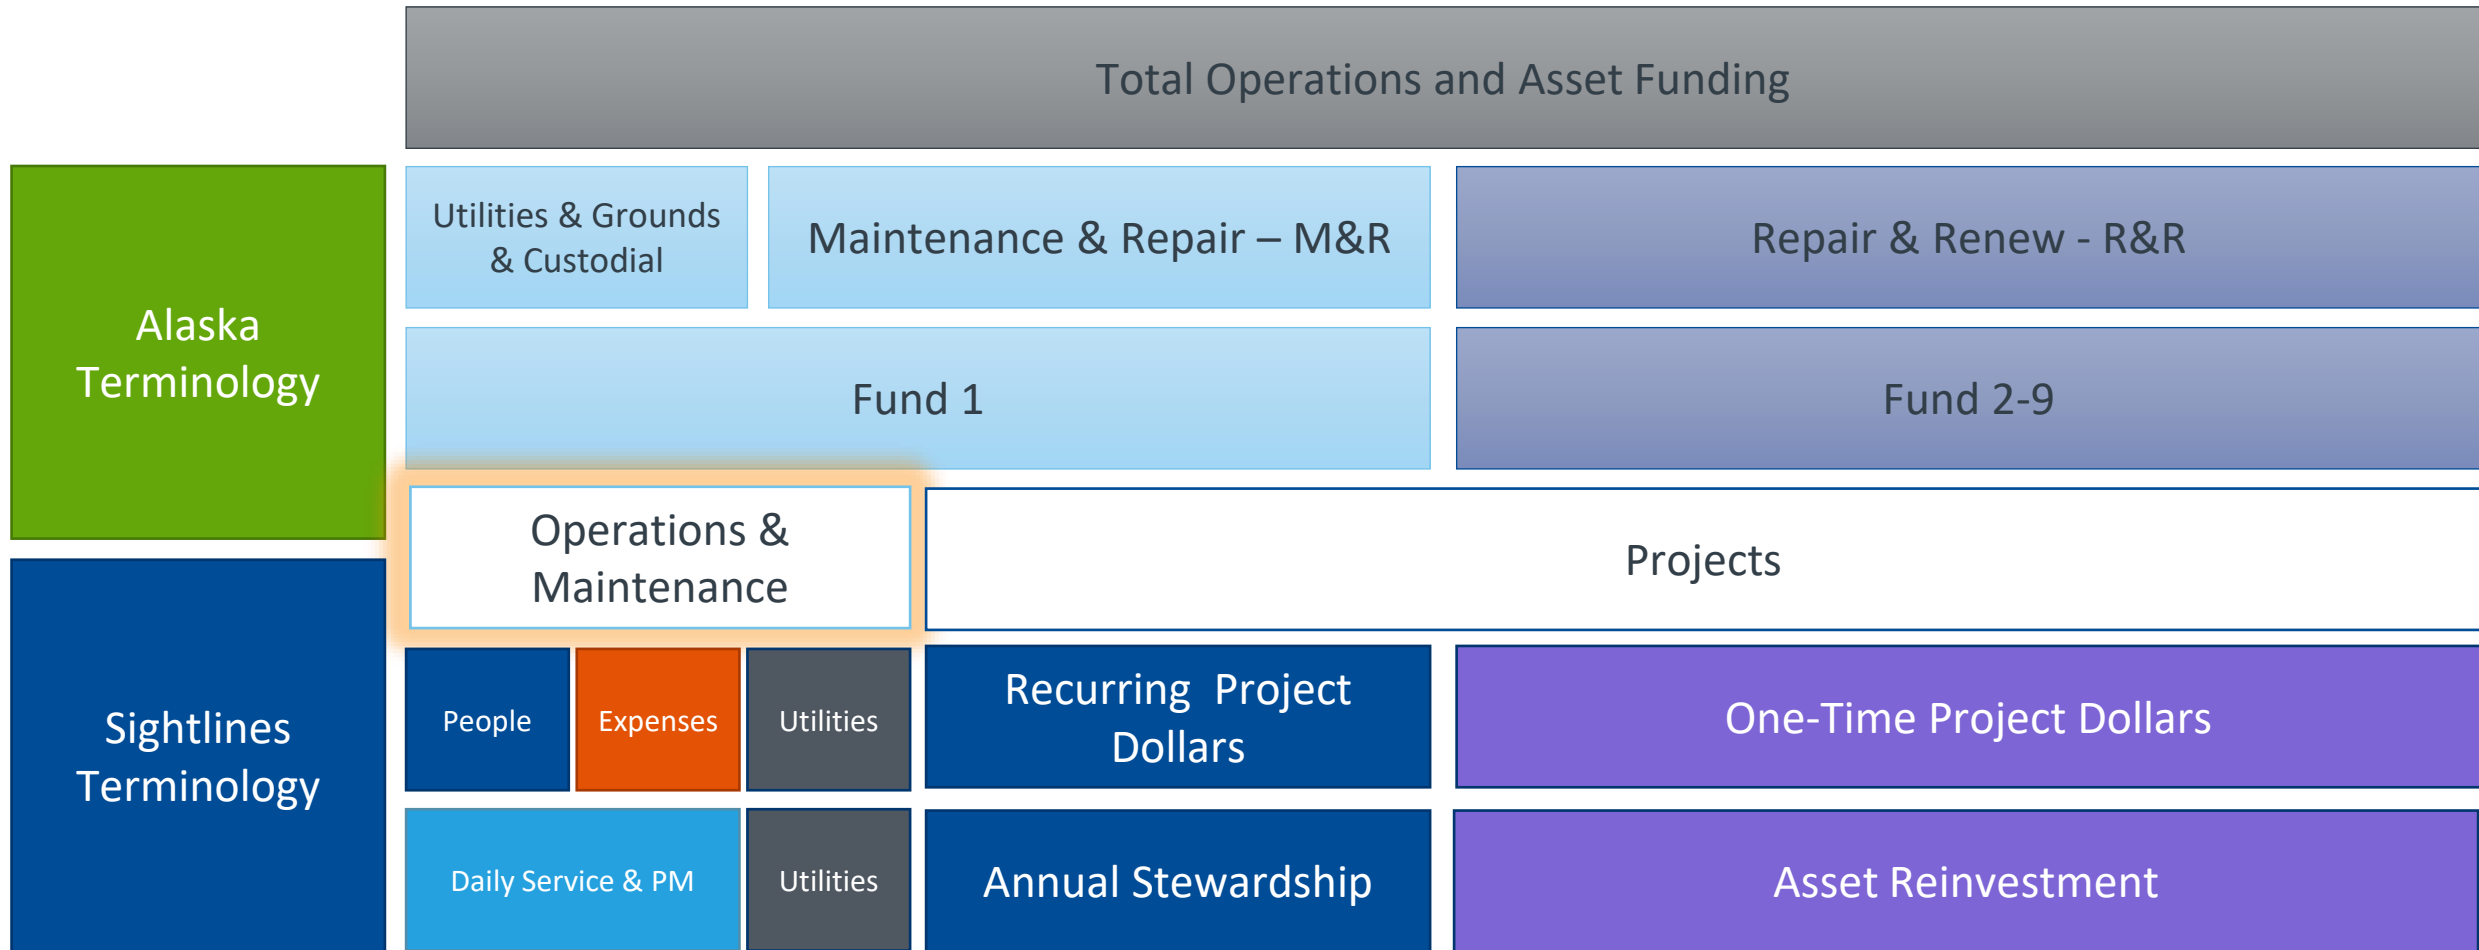 Total Operations and Asset Funding
Alaska
Terminology
Utilities & Grounds
& Custodial
Maintenance & Repair – M&R
Repair & Renew - R&R
Fund 1
Fund 2-9
Operations &
Maintenance
Projects
Sightlines
Terminology
People
Expenses
Utilities
Recurring  Project
Dollars
One-Time Project Dollars
Daily Service & PM
Utilities
Annual Stewardship
Asset Reinvestment